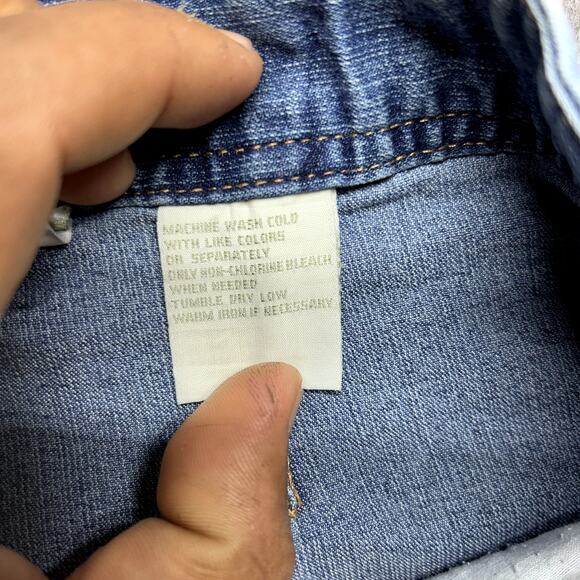 MACHINE WASH COLD
WITH LIKE COLORS
OR SEPARATELY
ONLY NON-CHLORINE BLEACH
WHEN NEEDED
TUMBLE DRY LOW
WARM IRON IF NECESSARY